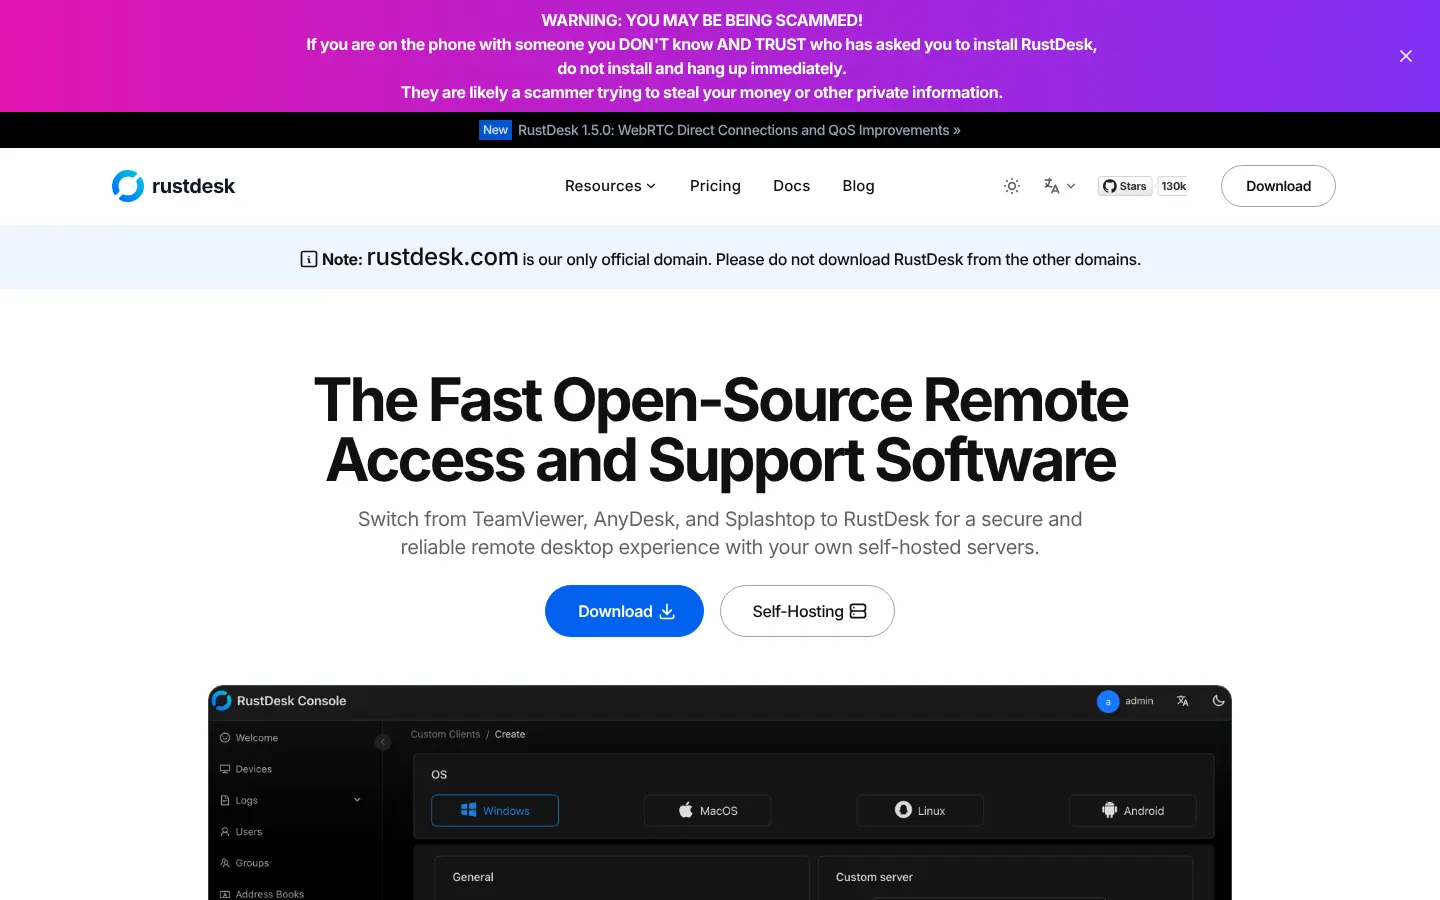 WARNING: YOU MAY BE BEING SCAMMED!
If you are on the phone with someone you DON'T know AND TRUST who has asked you to install RustDesk,
do not install and hang up immediately.
They are likely a scammer trying to steal your money or other private information.
New RustDesk 1.5.0: WebRTC Direct Connections and QoS Improvements »
rustdesk
Resources Pricing Docs Blog
Stars 130k
Download
Note: rustdesk.com is our only official domain. Please do not download RustDesk from the other domains.
The Fast Open-Source Remote
Access and Support Software
Switch from TeamViewer, AnyDesk, and Splashtop to RustDesk for a secure and
reliable remote desktop experience with your own self-hosted servers.
Download
Self-Hosting
RustDesk Console
a admin
Welcome
Devices
Logs
Users
Groups
Address Books
Custom Clients / Create
OS
Windows
MacOS
Linux
Android
General
Custom server